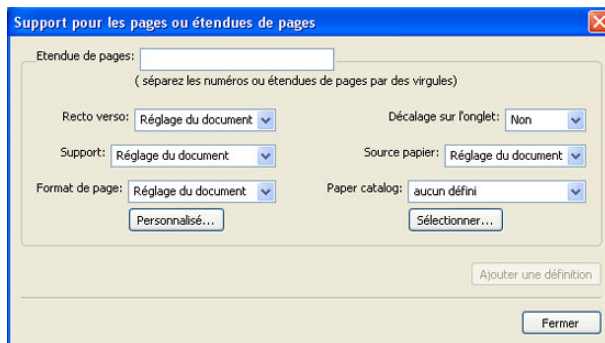 Support pour les pages ou étendues de pages
Etendue de pages:
( séparez les numéros ou étendues de pages par des virgules)
Recto verso: Réglage du document Décalage sur l'onglet: Non
Support: Réglage du document Source papier: Réglage du document
Format de page: Réglage du document Paper catalog: aucun défini
Personnalisé... Sélectionner...
Ajouter une définition
Fermer